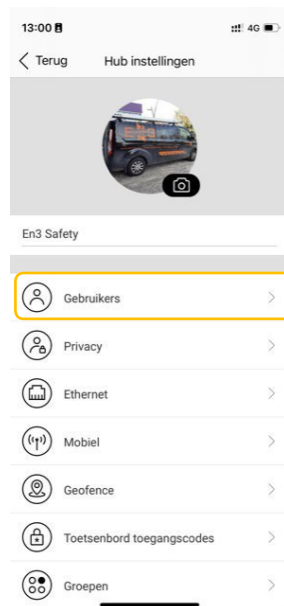 13:00 4G
Terug Hub instellingen
En3 Safety
Gebruikers
Privacy
Ethernet
Mobiel
Geofence
Toetsenbord toegangscodes
Groepen